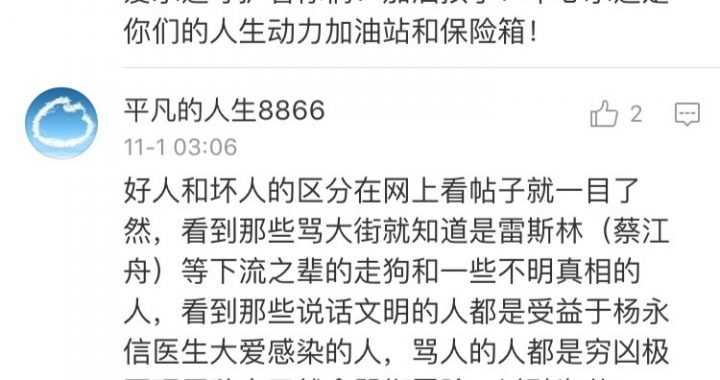 你们的人生动力加油站和保险箱！
平凡的人生8866
2
11-1 03:06
好人和坏人的区分在网上看帖子就一目了
然，看到那些骂大街就知道是雷斯林（蔡江
舟）等下流之辈的走狗和一些不明真相的
人，看到那些说话文明的人都是受益于杨永
信医生大爱感染的人，骂人的人都是穷凶极